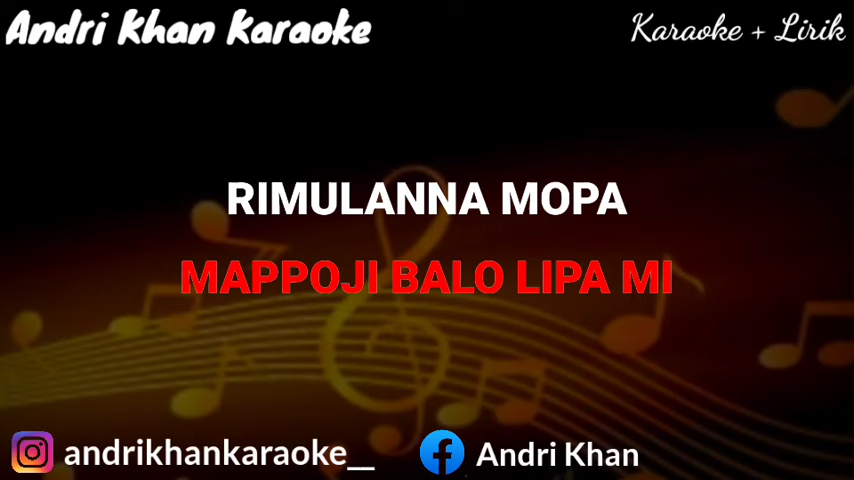 Andri Khan Karaoke
Karaoke + Lirik
RIMULANNA MOPA
MAPPOJI BALO LIPA MI
andrikhankaraoke__
Andri Khan